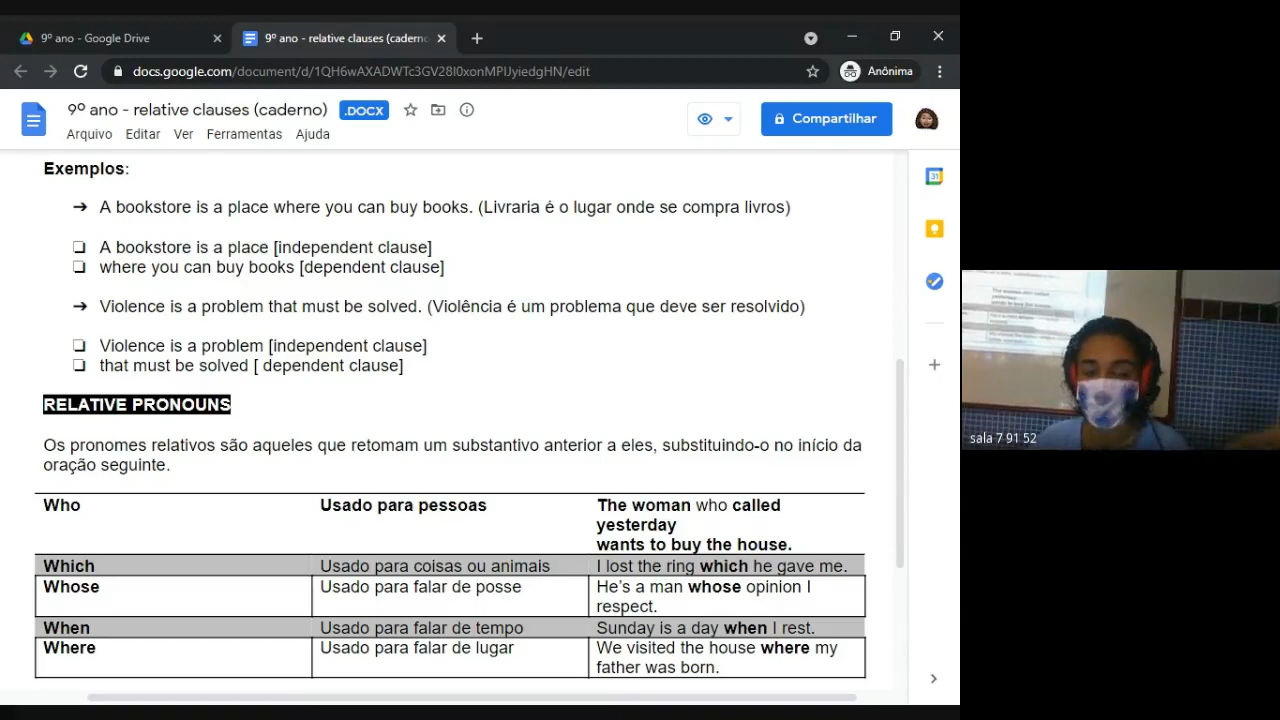 9º ano - Google Drive
9º ano - relative clauses (cadern
docs.google.com/document/d/1QH6wAXADWTc3GV28I0xonMPIJyiedgHN/edit
Anônima
9º ano - relative clauses (caderno)
.DOCX
Compartilhar
Arquivo Editar Ver Ferramentas Ajuda
31
Exemplos:
➔ A bookstore is a place where you can buy books. (Livraria é o lugar onde se compra livros)
❏ A bookstore is a place [independent clause]
❏ where you can buy books [dependent clause]
➔ Violence is a problem that must be solved. (Violência é um problema que deve ser resolvido)
❏ Violence is a problem [independent clause]
❏ that must be solved [ dependent clause]
RELATIVE PRONOUNS
Os pronomes relativos são aqueles que retomam um substantivo anterior a eles, substituindo-o no início da
oração seguinte.
Who Usado para pessoas The woman who called
yesterday
wants to buy the house.
Which Usado para coisas ou animais I lost the ring which he gave me.
Whose Usado para falar de posse He's a man whose opinion I
respect.
When Usado para falar de tempo Sunday is a day when I rest.
Where Usado para falar de lugar We visited the house where my
father was born.
sala 7 91 52